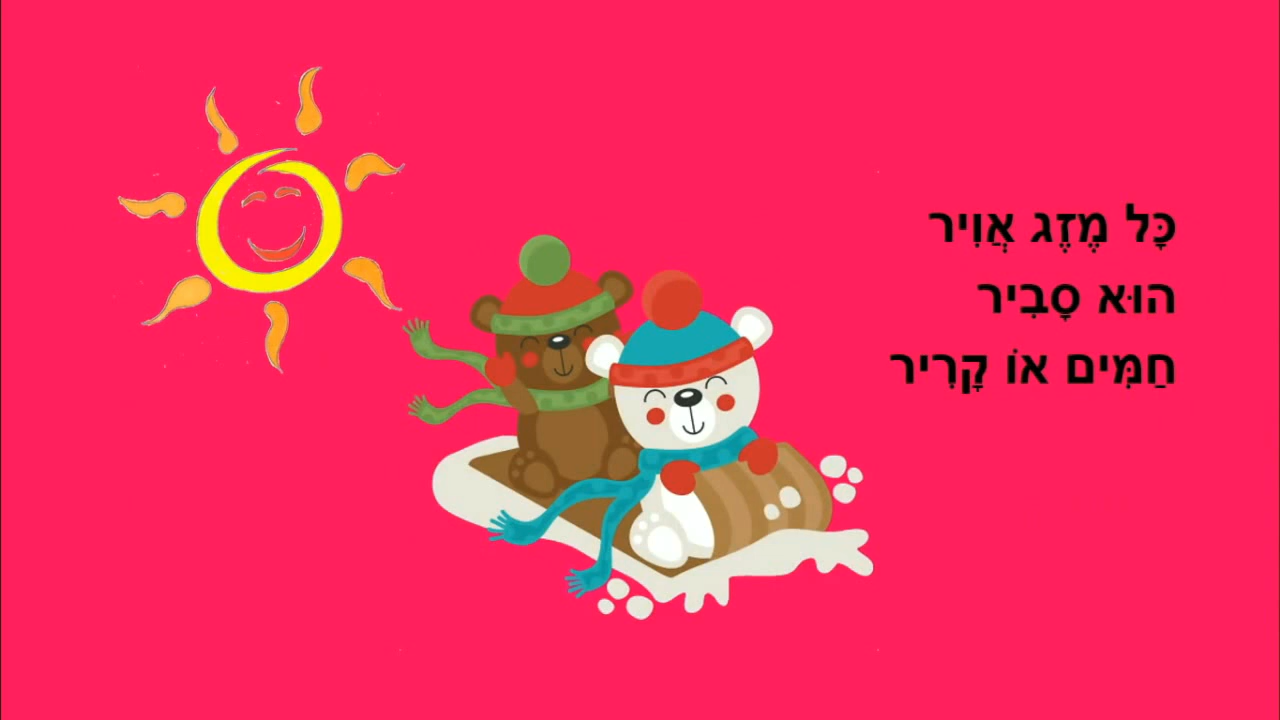 כָּל מֶזֶג אֲוִיר
הוּא סָבִיר
חַמִּים אוֹ קָרִיר